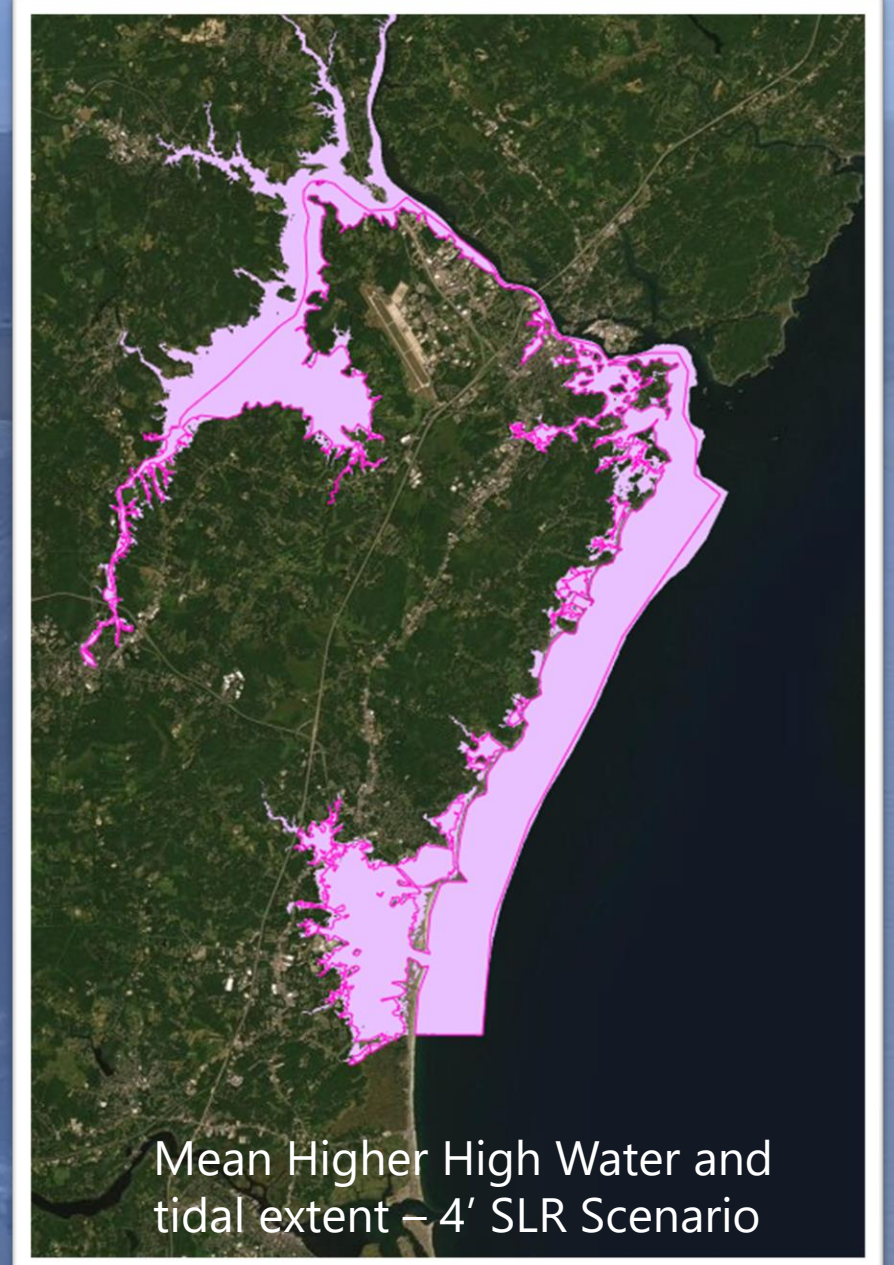 Mean Higher High Water and
tidal extent – 4’ SLR Scenario